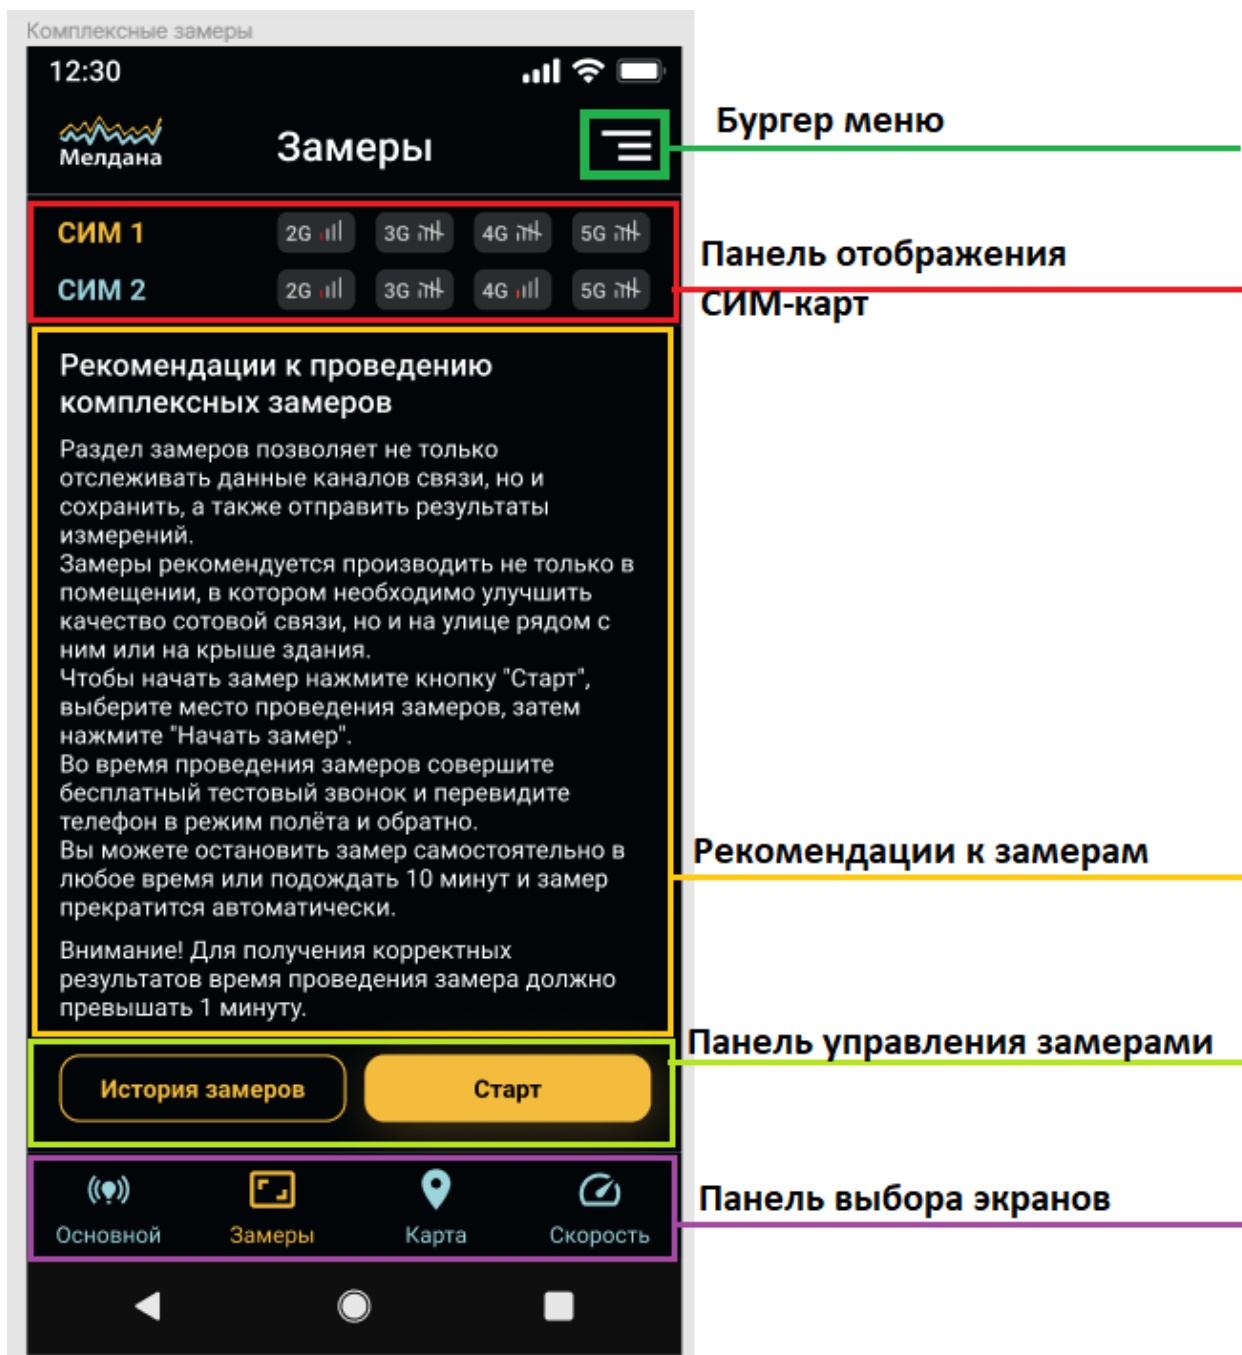 Комплексные замеры
12:30
Мелдана
Замеры
Бургер меню
СИМ 1
2G
3G
4G
5G
СИМ 2
2G
3G
4G
5G
Панель отображения
СИМ-карт
Рекомендации к проведению
комплексных замеров
Раздел замеров позволяет не только
отслеживать данные каналов связи, но и
сохранить, а также отправить результаты
измерений.
Замеры рекомендуется производить не только в
помещении, в котором необходимо улучшить
качество сотовой связи, но и на улице рядом с
ним или на крыше здания.
Чтобы начать замер нажмите кнопку "Старт",
выберите место проведения замеров, затем
нажмите "Начать замер".
Во время проведения замеров совершите
бесплатный тестовый звонок и перевидите
телефон в режим полёта и обратно.
Вы можете остановить замер самостоятельно в
любое время или подождать 10 минут и замер
прекратится автоматически.
Внимание! Для получения корректных
результатов время проведения замера должно
превышать 1 минуту.
Рекомендации к замерам
Панель управления замерами
История замеров
Старт
Основной
Замеры
Карта
Скорость
Панель выбора экранов